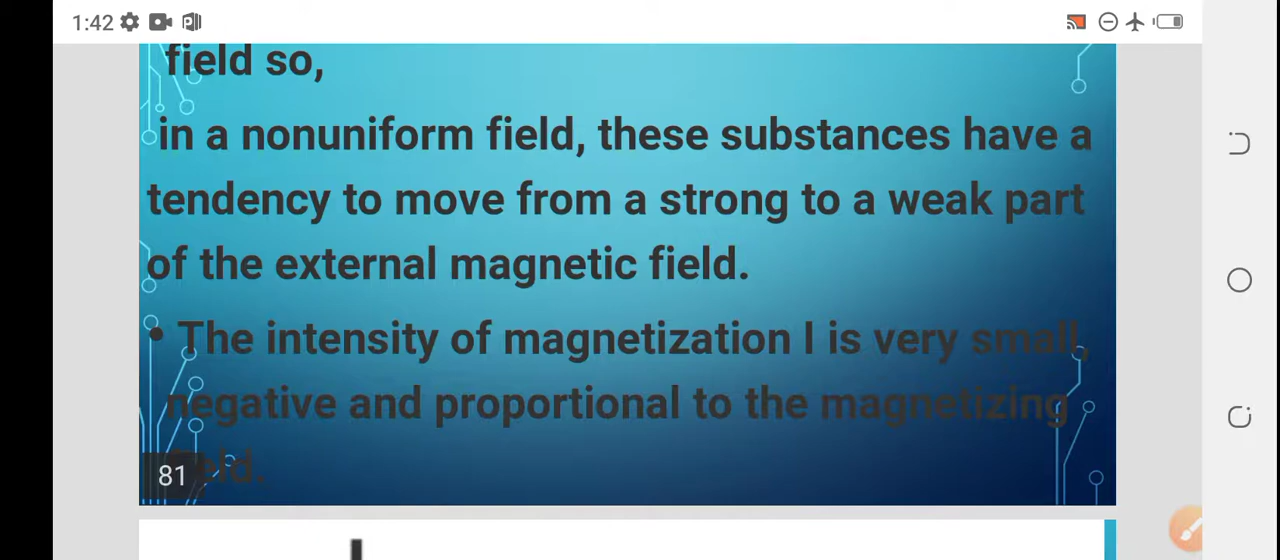 1:42
field so,
in a nonuniform field, these substances have a
tendency to move from a strong to a weak part
of the external magnetic field.
• The intensity of magnetization I is very small,
negative and proportional to the magnetizing
field.
81